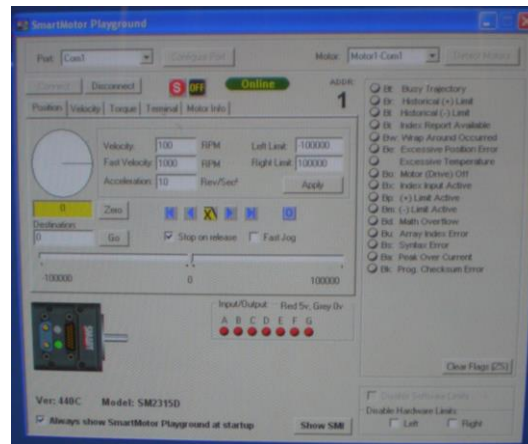 SmartMotor Playground
Port: Com1 Configure Port Motor: Motor1-Com1 Detect Motors
Connect Disconnect S OFF Online ADDR:
1
Position Velocity Torque Terminal Motor Info
Velocity: 100 RPM Left Limit: -100000
Fast Velocity: 1000 RPM Right Limit: 100000
Acceleration: 10 Rev/Sec² Apply
0 Zero
Destination:
0 Go Stop on release Fast Jog
-100000 0 100000
Bt: Busy Trajectory
Br: Historical (+) Limit
Bl: Historical (-) Limit
Bi: Index Report Available
Bw: Wrap Around Occurred
Be: Excessive Position Error
Excessive Temperature
Bo: Motor (Drive) Off
Bx: Index Input Active
Bp: (+) Limit Active
Bm: (-) Limit Active
Bd: Math Overflow
Bu: Array Index Error
Bs: Syntax Error
Ba: Peak Over Current
Bk: Prog. Checksum Error
Input/Output Red 5v, Grey 0v
A B C D E F G
SMART
Clear Flags (ZS)
Ver: 440C Model: SM2315D
Disable Software Limits
Disable Hardware Limits:
Left Right
Always show SmartMotor Playground at startup Show SMI